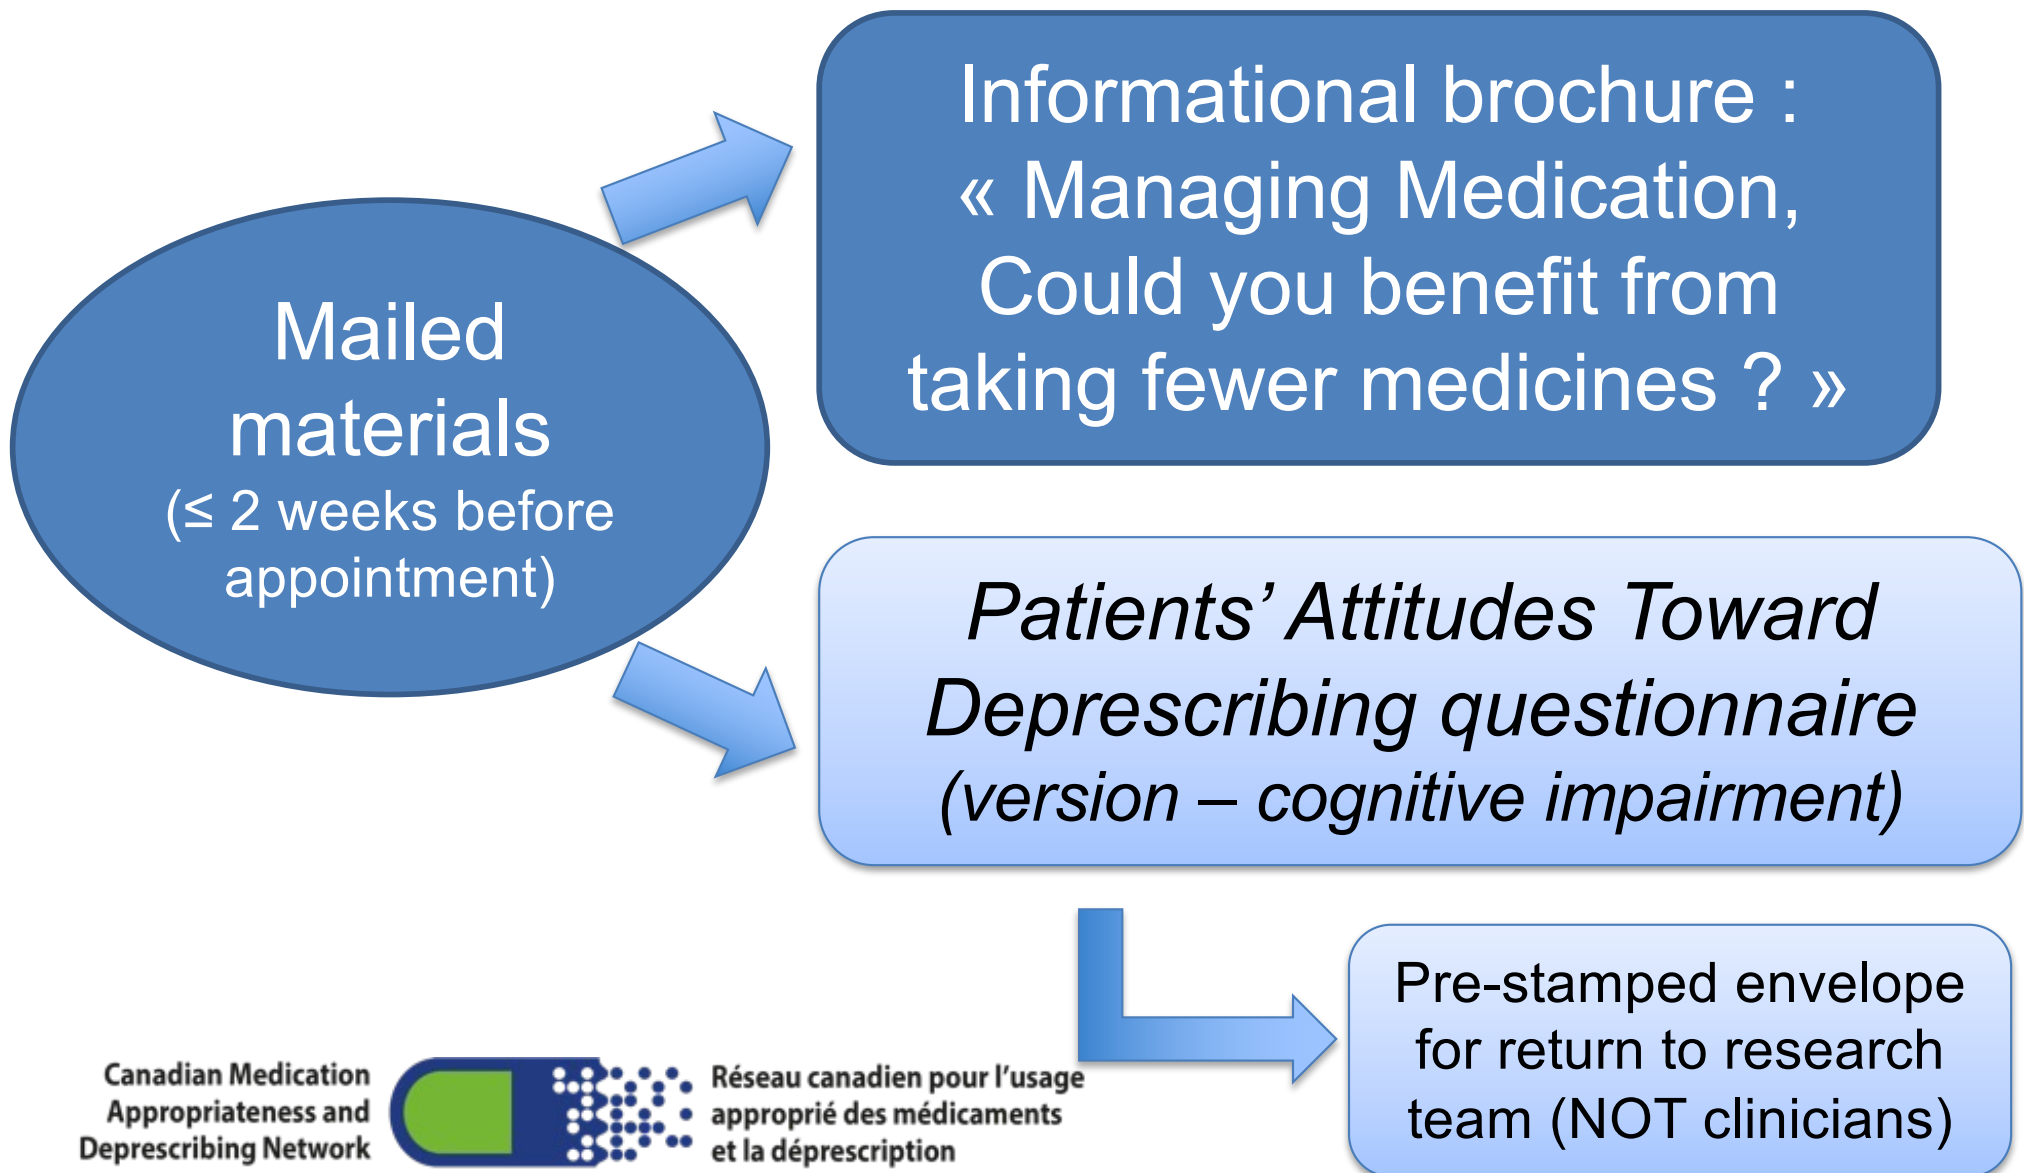 Mailed
materials
(≤ 2 weeks before
appointment)
Informational brochure :
« Managing Medication,
Could you benefit from
taking fewer medicines ? »
Patients’ Attitudes Toward
Deprescribing questionnaire
(version – cognitive impairment)
Pre-stamped envelope
for return to research
team (NOT clinicians)
Canadian Medication
Appropriateness and
Deprescribing Network
Réseau canadien pour l’usage
approprié des médicaments
et la déprescription